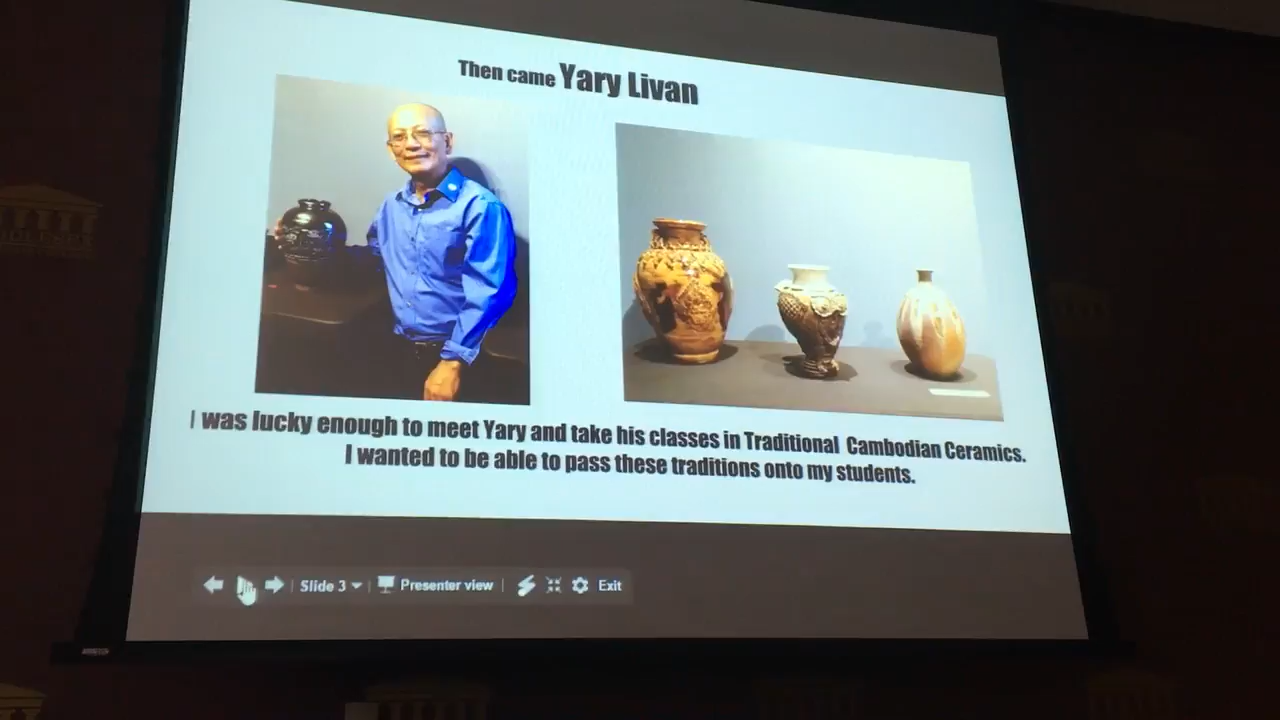 Then came Yary Livan
I was lucky enough to meet Yary and take his classes in Traditional Cambodian Ceramics.
I wanted to be able to pass these traditions onto my students.
Slide 3
Presenter view
Exit